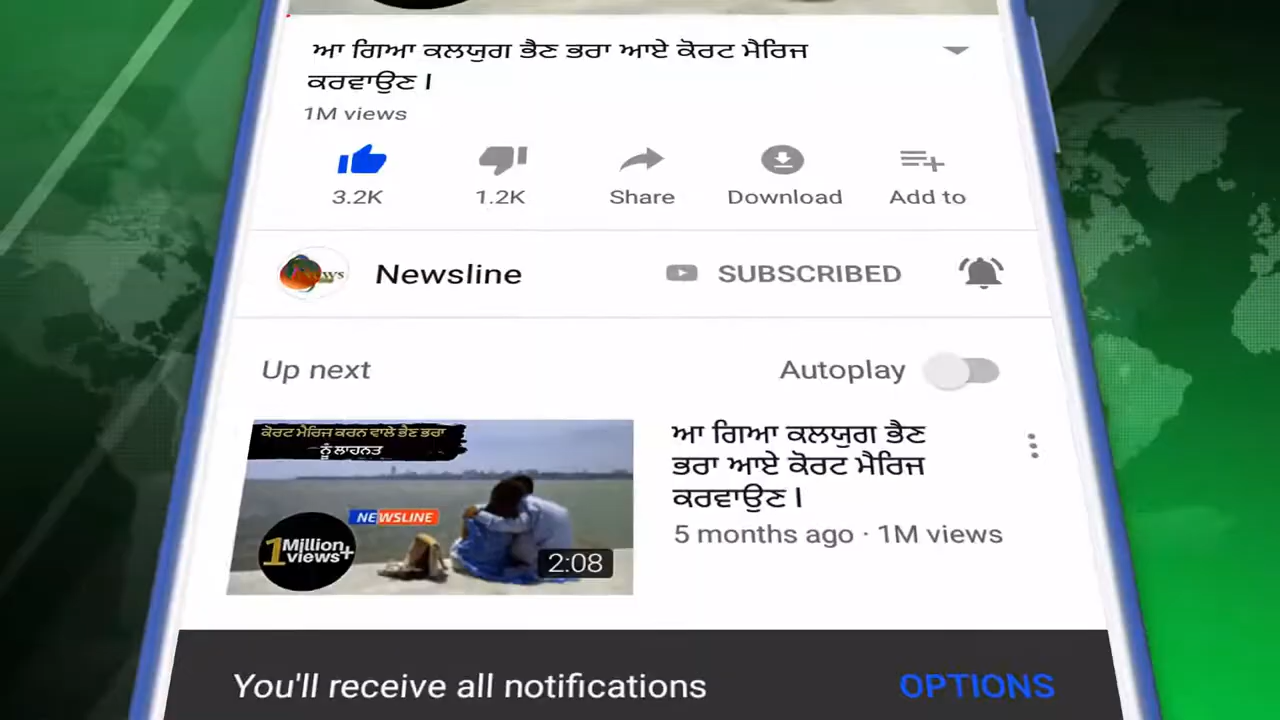 ਆ ਗਿਆ ਕਲਯੁਗ ਭੈਣ ਭਰਾ ਆਏ ਕੋਰਟ ਮੈਰਿਜ
ਕਰਵਾਉਣ ।
1M views
3.2K
1.2K
Share
Download
Add to
Newsline
SUBSCRIBED
Up next
Autoplay
ਕੋਰਟ ਮੈਰਿਜ ਕਰਨ ਵਾਲੇ ਭੈਣ ਭਰਾ
ਨੂੰ ਲਾਹਨਤ
NEWSLINE
1 Million+
views
2:08
ਆ ਗਿਆ ਕਲਯੁਗ ਭੈਣ
ਭਰਾ ਆਏ ਕੋਰਟ ਮੈਰਿਜ
ਕਰਵਾਉਣ ।
5 months ago · 1M views
You'll receive all notifications
OPTIONS